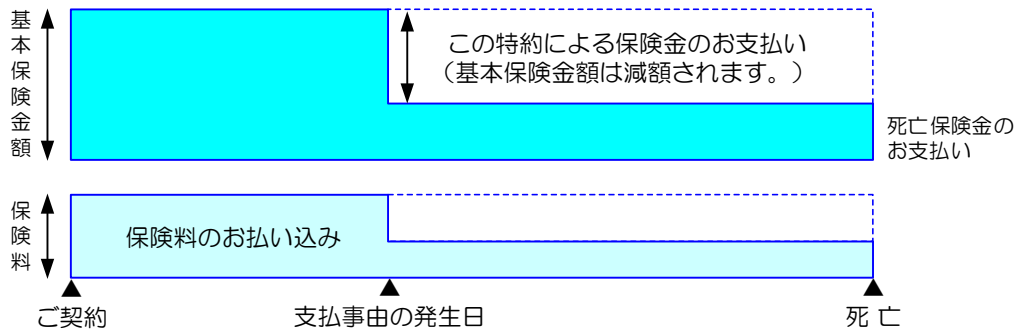 基本保険金額
この特約による保険金のお支払い
（基本保険金額は減額されます。）
死亡保険金の
お支払い
保険料
保険料のお払い込み
ご契約
支払事由の発生日
死 亡